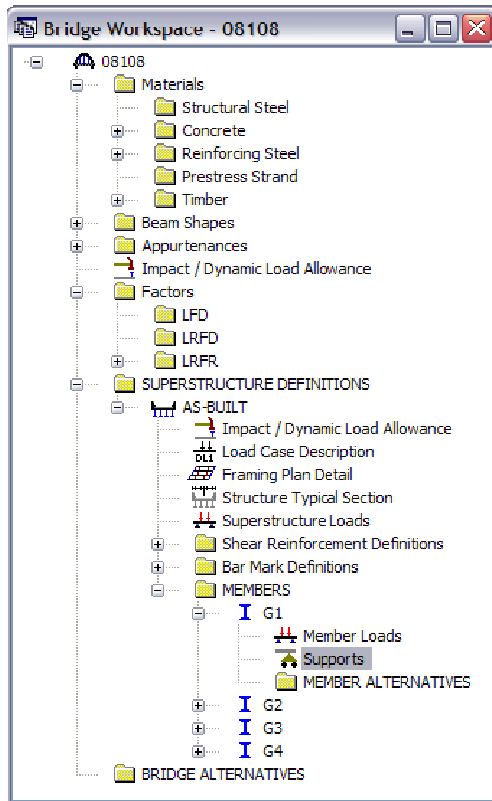 Bridge Workspace - 08108
08108
Materials
Structural Steel
Concrete
Reinforcing Steel
Prestress Strand
Timber
Beam Shapes
Appurtenances
Impact / Dynamic Load Allowance
Factors
LFD
LRFD
LRFR
SUPERSTRUCTURE DEFINITIONS
AS-BUILT
Impact / Dynamic Load Allowance
DL1 Load Case Description
Framing Plan Detail
Structure Typical Section
Superstructure Loads
Shear Reinforcement Definitions
Bar Mark Definitions
MEMBERS
G1
Member Loads
Supports
MEMBER ALTERNATIVES
G2
G3
G4
BRIDGE ALTERNATIVES